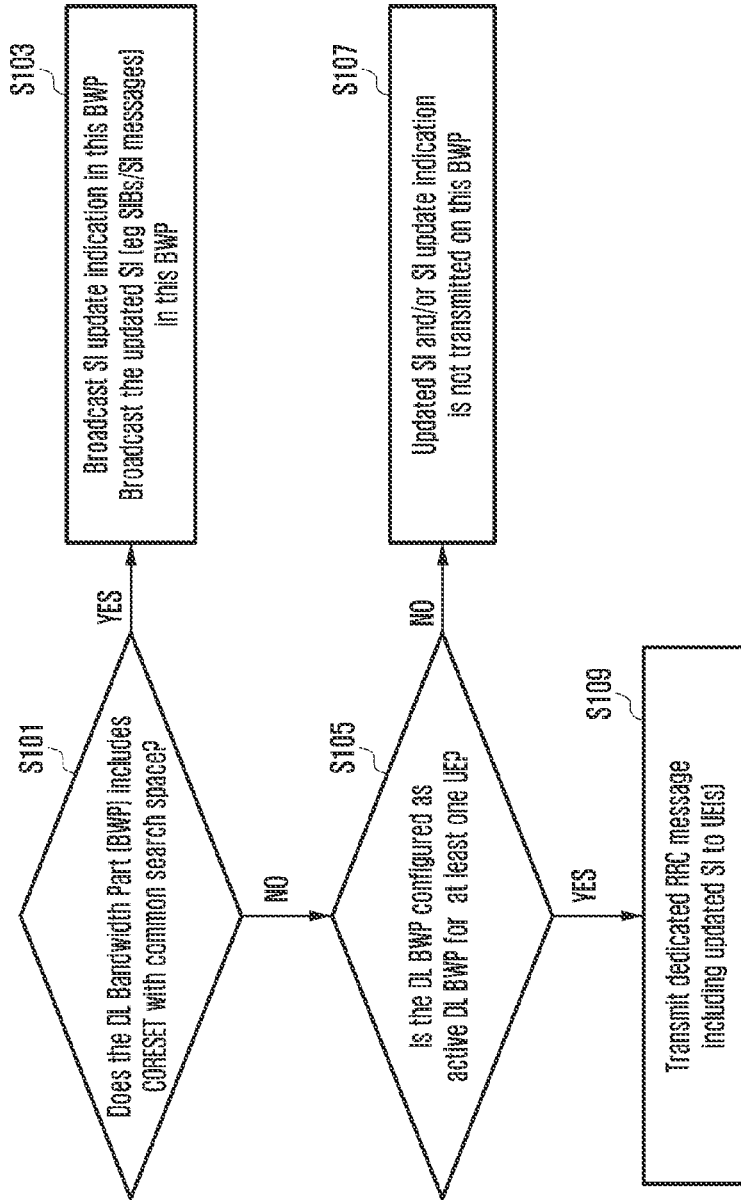 S101
Does the DL Bandwidth Part (BWP) includes
CORESET with common search space?
YES
S103
Broadcast SI update indication in this BWP
Broadcast the updated SI (eg SIBs/SI messages)
in this BWP
NO
S105
Is the DL BWP configured as
active DL BWP for at least one UE?
NO
S107
Updated SI and/or SI update indication
is not transmitted on this BWP
YES
S109
Transmit dedicated RRC message
including updated SI to UE(s)